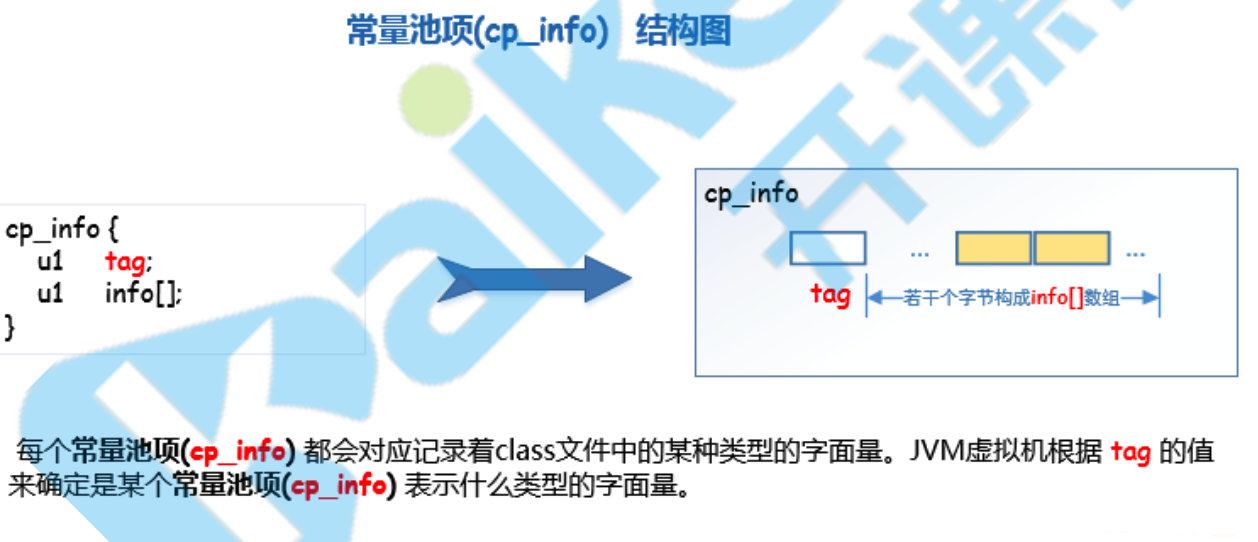 常量池项(cp_info) 结构图
cp_info {
u1 tag;
u1 info[];
}
cp_info
... ...
tag 若干个字节构成info[]数组
每个常量池项(cp_info) 都会对应记录着class文件中的某种类型的字面量。JVM虚拟机根据 tag 的值
来确定是某个常量池项(cp_info) 表示什么类型的字面量。
Kaike
开课